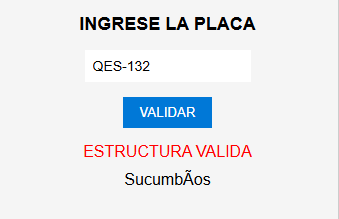 INGRESE LA PLACA
QES-132
VALIDAR
ESTRUCTURA VALIDA
SucumbÃos